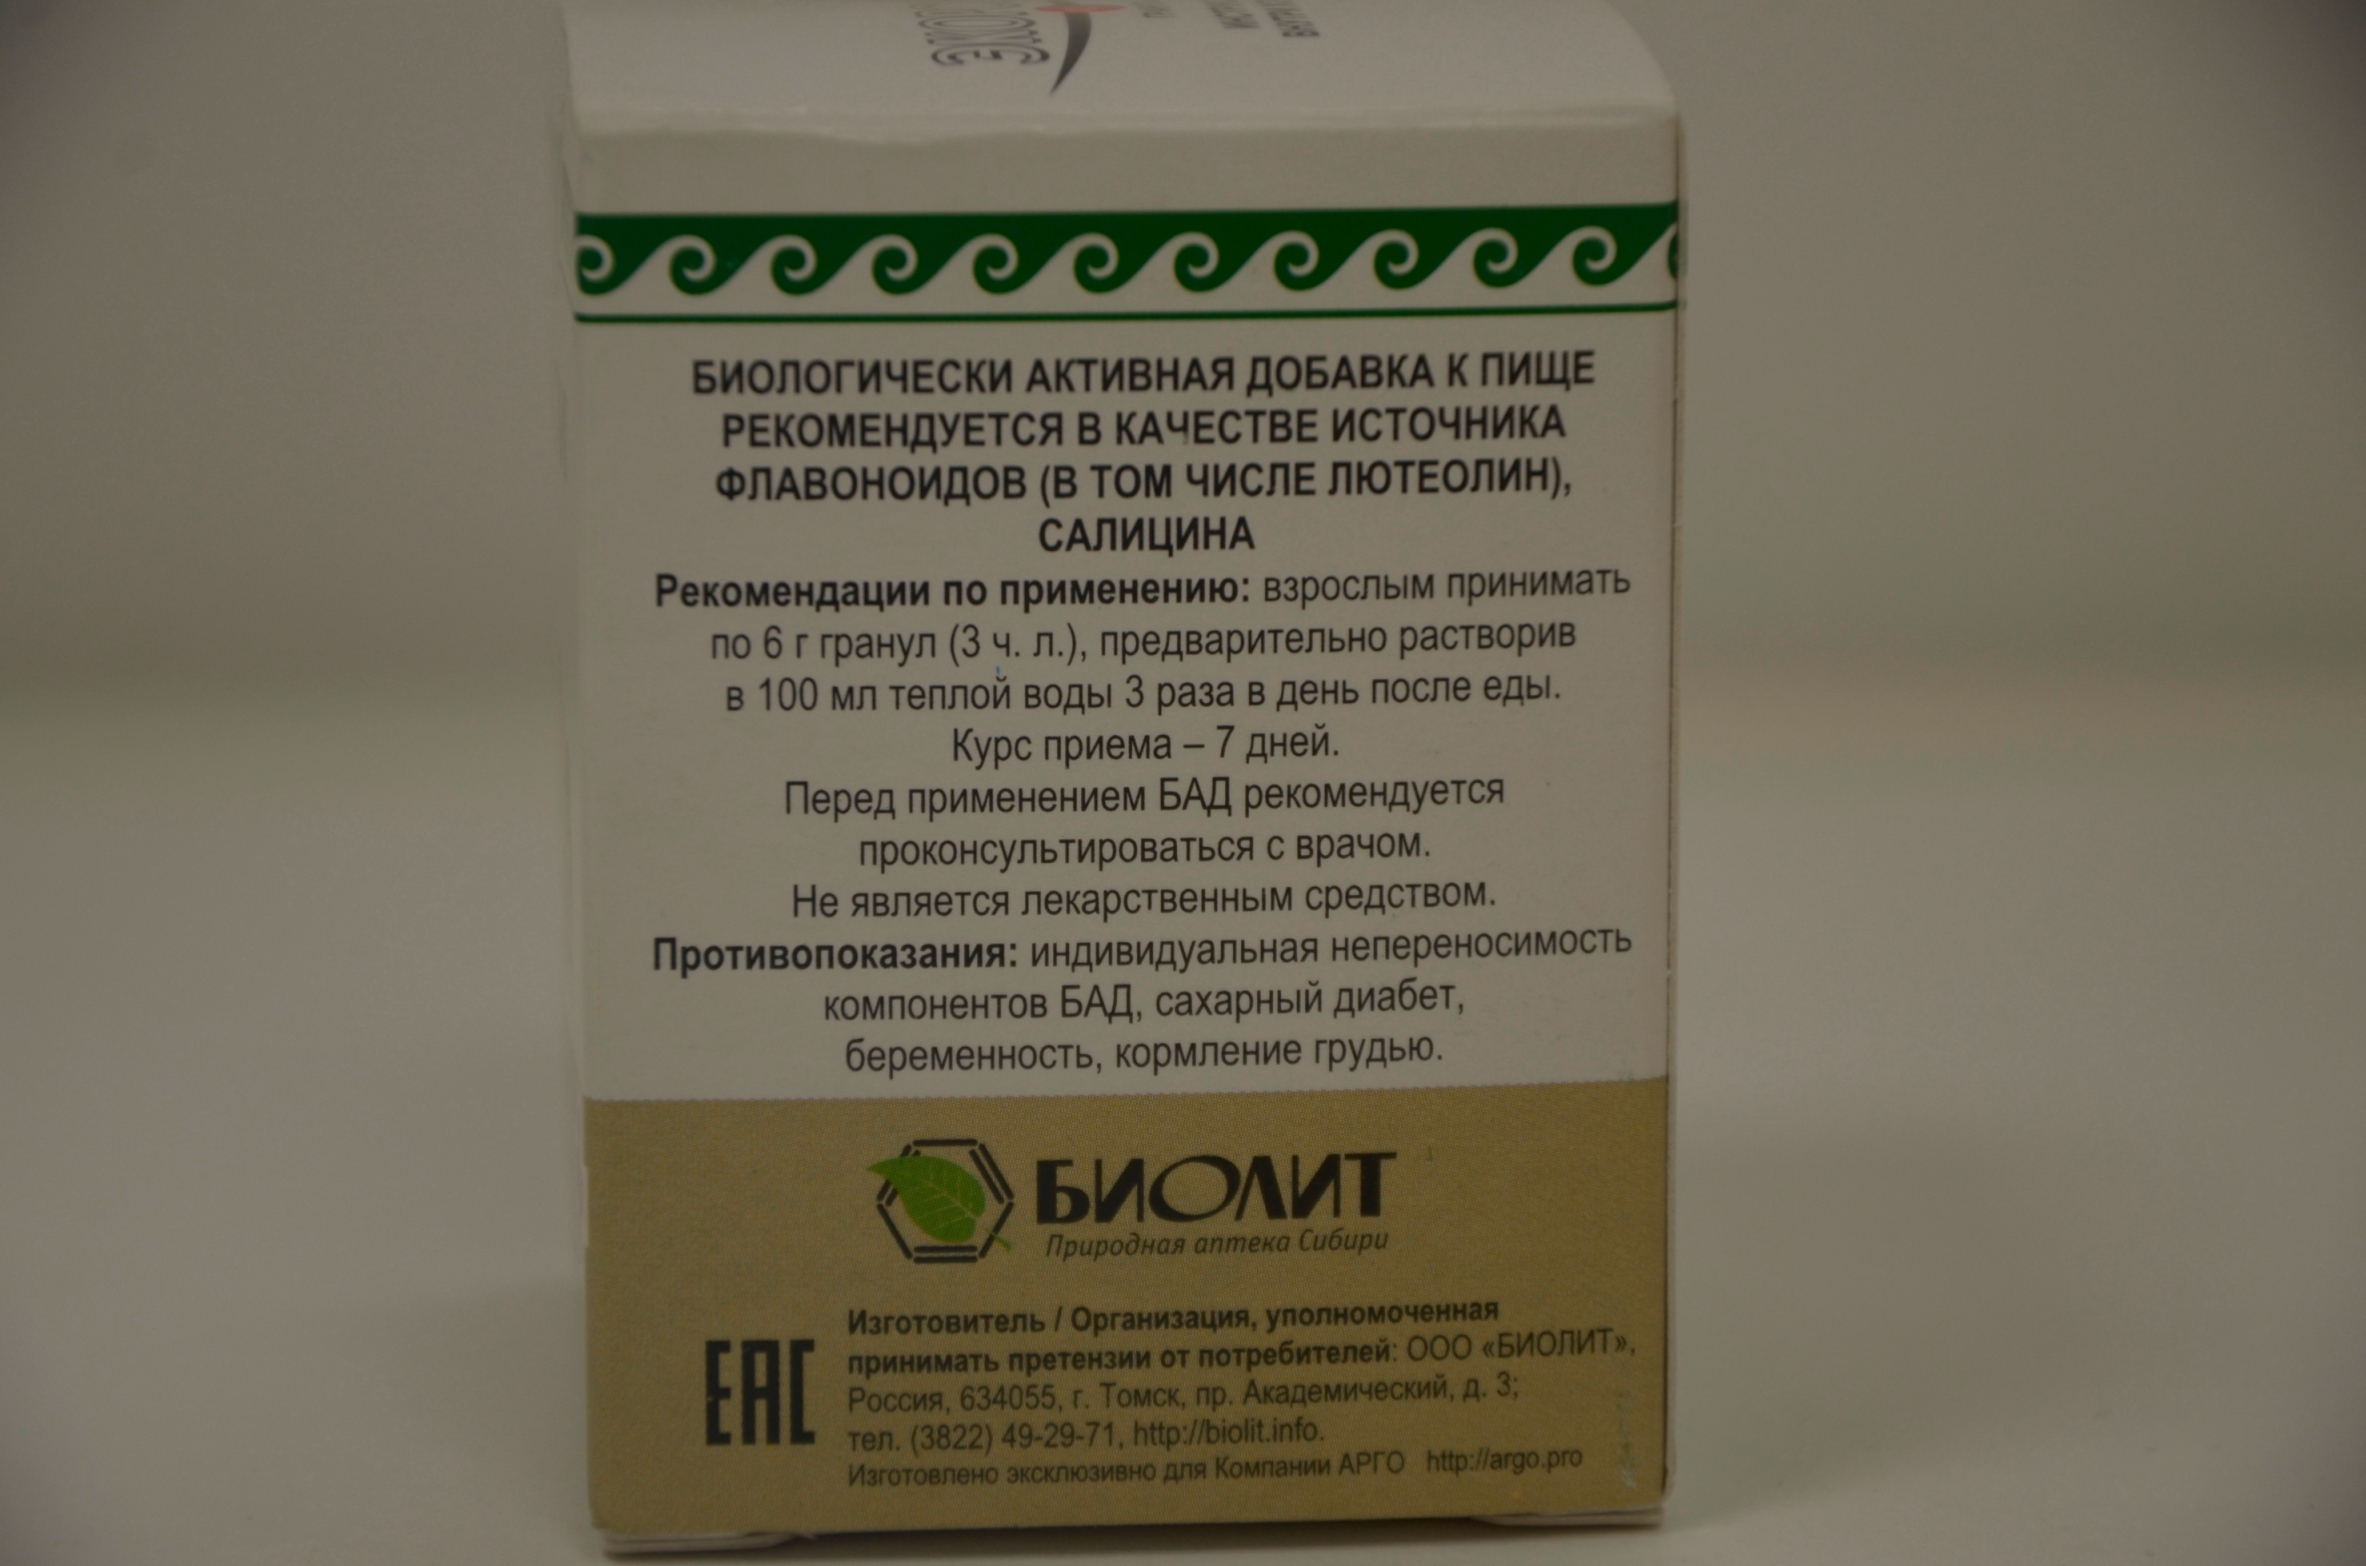 БИОЛОГИЧЕСКИ АКТИВНАЯ ДОБАВКА К ПИЩЕ
РЕКОМЕНДУЕТСЯ В КАЧЕСТВЕ ИСТОЧНИКА
ФЛАВОНОИДОВ (В ТОМ ЧИСЛЕ ЛЮТЕОЛИН),
САЛИЦИНА
Рекомендации по применению: взрослым принимать
по 6 г гранул (3 ч. л.), предварительно растворив
в 100 мл теплой воды 3 раза в день после еды.
Курс приема – 7 дней.
Перед применением БАД рекомендуется
проконсультироваться с врачом.
Не является лекарственным средством.
Противопоказания: индивидуальная непереносимость
компонентов БАД, сахарный диабет,
беременность, кормление грудью.
БИОЛИТ
Природная аптека Сибири
EAC
Изготовитель / Организация, уполномоченная
принимать претензии от потребителей: ООО «БИОЛИТ»,
Россия, 634055, г. Томск, пр. Академический, д. 3;
тел. (3822) 49-29-71, http://biolit.info.
Изготовлено эксклюзивно для Компании АРГО http://argo.pro